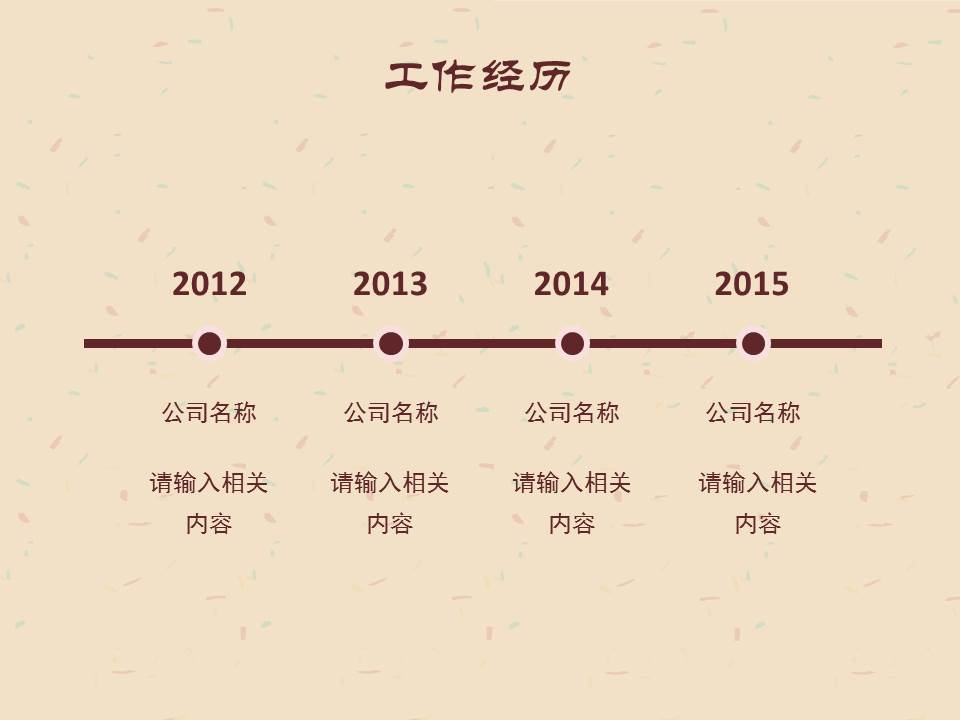 工作经历
2012 2013 2014 2015
公司名称 公司名称 公司名称 公司名称
请输入相关 请输入相关 请输入相关 请输入相关
内容 内容 内容 内容